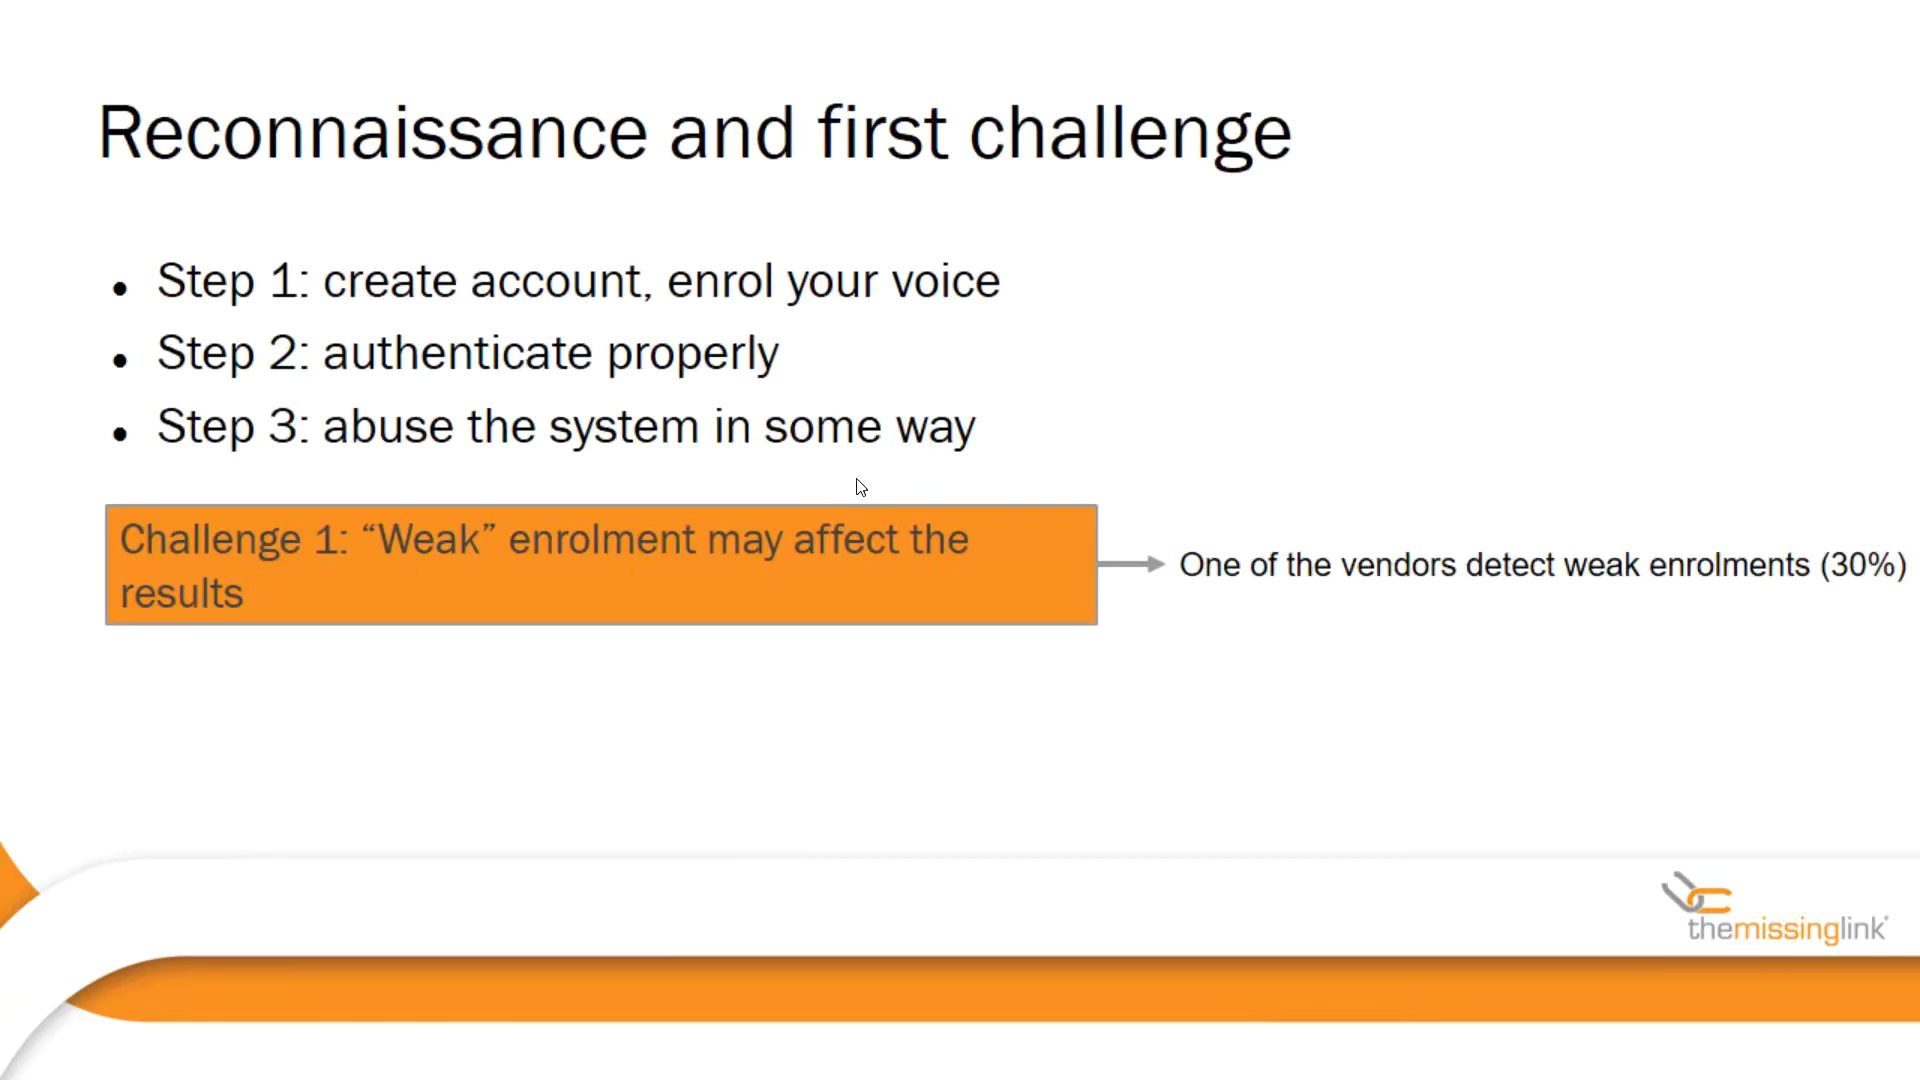 Reconnaissance and first challenge
• Step 1: create account, enrol your voice
• Step 2: authenticate properly
• Step 3: abuse the system in some way
Challenge 1: “Weak” enrolment may affect the
results
One of the vendors detect weak enrolments (30%)
themissinglink®